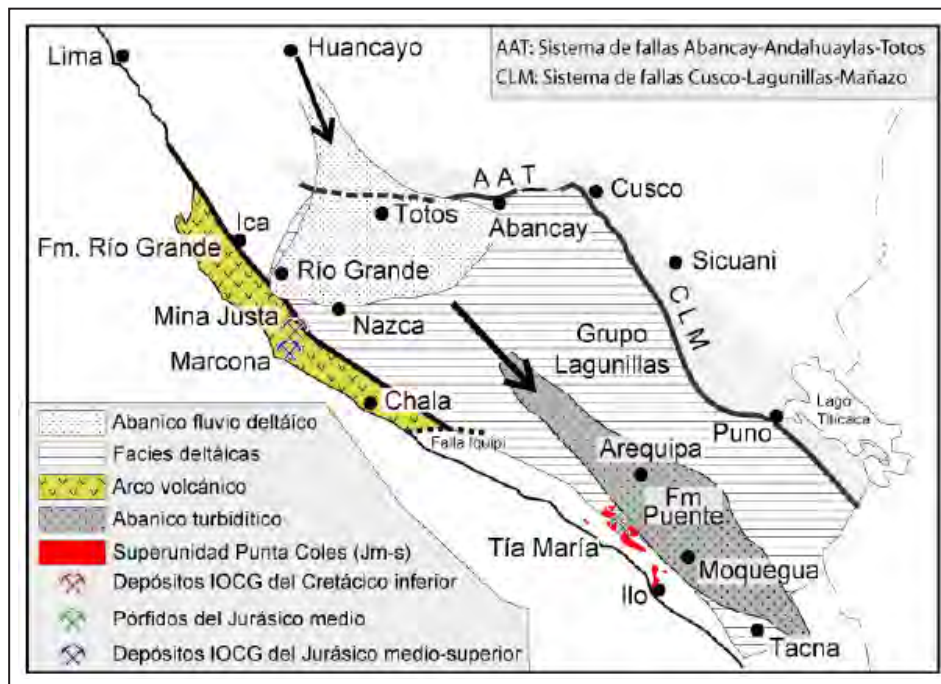 AAT: Sistema de fallas Abancay-Andahuaylas-Totos
CLM: Sistema de fallas Cusco-Lagunillas-Mañazo
Lima
Huancayo
A A T
Cusco
Totos
Abancay
Ica
Fm. Río Grande
Río Grande
Sicuani
C L M
Mina Justa
Nazca
Grupo
Lagunillas
Marcona
Chala
Lago
Titicaca
Falla Iquipi
Puno
Arequipa
Fm
Puente
Tía María
Moquegua
Ilo
Tacna
Abanico fluvio deltáico
Facies deltáicas
Arco volcánico
Abanico turbidítico
Superunidad Punta Coles (Jm-s)
Depósitos IOCG del Cretácico inferior
Pórfidos del Jurásico medio
Depósitos IOCG del Jurásico medio-superior